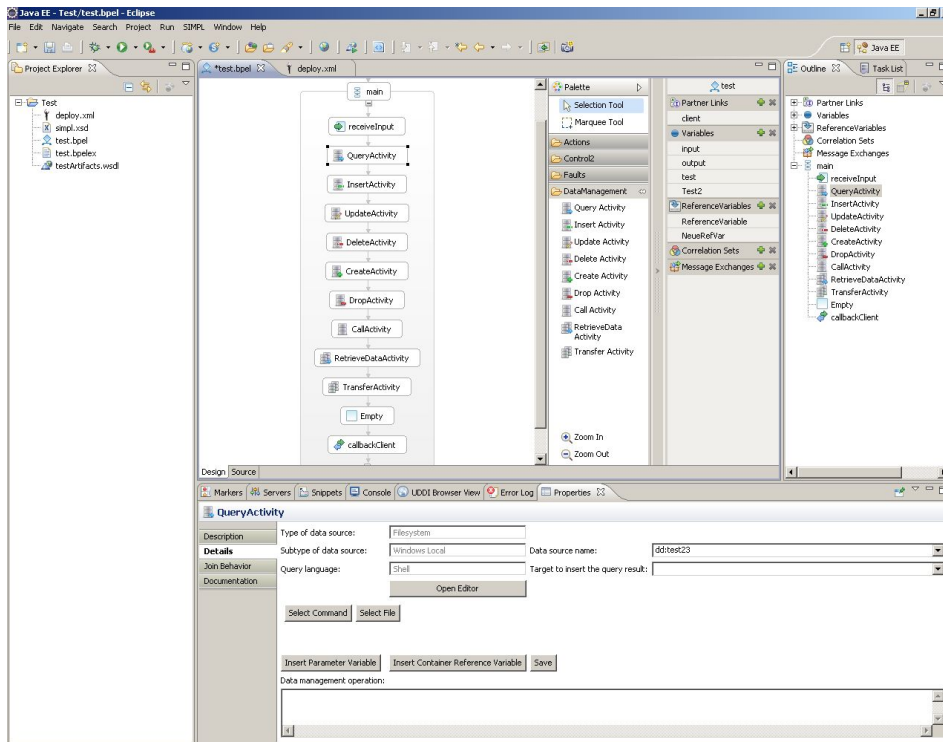 Java EE - Test/test.bpel - Eclipse
File Edit Navigate Search Project Run SIMPL Window Help
Java EE
Project Explorer
Test
deploy.xml
simpl.xsd
test.bpel
test.bpelex
testArtifacts.wsdl
*test.bpel
deploy.xml
main
receiveInput
QueryActivity
InsertActivity
UpdateActivity
DeleteActivity
CreateActivity
DropActivity
CallActivity
RetrieveDataActivity
TransferActivity
Empty
callbackClient
Design Source
Palette
Selection Tool
Marquee Tool
Actions
Control2
Faults
DataManagement
Query Activity
Insert Activity
Update Activity
Delete Activity
Create Activity
Drop Activity
Call Activity
RetrieveData
Activity
Transfer Activity
Zoom In
Zoom Out
test
Partner Links
client
Variables
input
output
test
Test2
ReferenceVariables
ReferenceVariable
NeueRefVar
Correlation Sets
Message Exchanges
Outline
Task List
Partner Links
Variables
ReferenceVariables
Correlation Sets
Message Exchanges
main
receiveInput
QueryActivity
InsertActivity
UpdateActivity
DeleteActivity
CreateActivity
DropActivity
CallActivity
RetrieveDataActivity
TransferActivity
Empty
callbackClient
Markers Servers Snippets Console UDDI Browser View Error Log Properties
QueryActivity
Description
Details
Join Behavior
Documentation
Type of data source: Filesystem
Subtype of data source: Windows Local Data source name: dd:test23
Query language: Shell Target to insert the query result:
Open Editor
Select Command Select File
Insert Parameter Variable Insert Container Reference Variable Save
Data management operation: